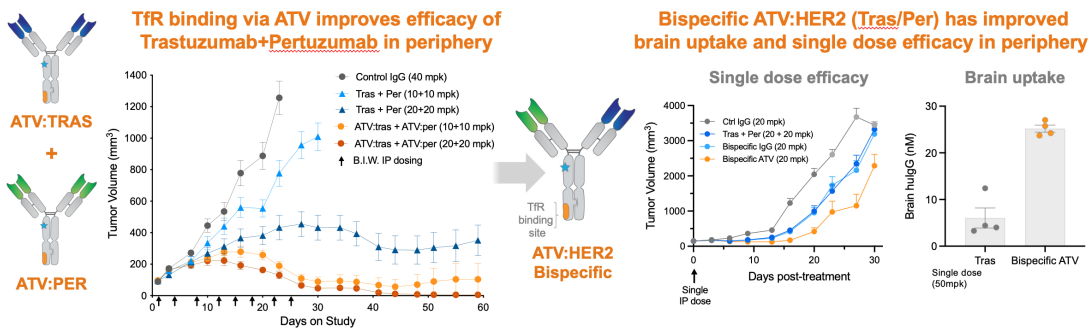 TfR binding via ATV improves efficacy of
Trastuzumab+Pertuzumab in periphery
ATV:TRAS
+
ATV:PER
Tumor Volume (mm³)
1400
1200
1000
800
600
400
200
0
0
10
20
30
40
50
60
Days on Study
Control IgG (40 mpk)
Tras + Per (10+10 mpk)
Tras + Per (20+20 mpk)
ATV:tras + ATV:per (10+10 mpk)
ATV:tras + ATV:per (20+20 mpk)
B.I.W. IP dosing
TfR
binding
site
ATV:HER2
Bispecific
Bispecific ATV:HER2 (Tras/Per) has improved
brain uptake and single dose efficacy in periphery
Single dose efficacy
Tumor Volume (mm³)
4000
3000
2000
1000
0
0
10
20
30
Days post-treatment
Single
IP dose
Ctrl IgG (20 mpk)
Tras + Per (20 + 20 mpk)
Bispecific IgG (20 mpk)
Bispecific ATV (20 mpk)
Brain uptake
Brain huIgG (nM)
30
20
10
0
Tras
Bispecific ATV
Single dose
(50mpk)